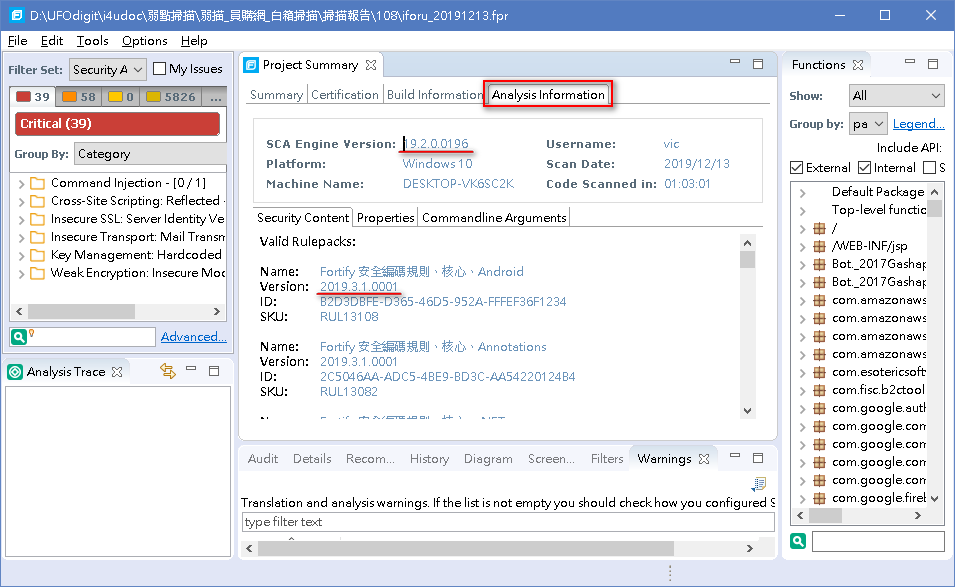 D:\UFOdigit\i4udoc\弱點掃描\弱描_員購網_白箱掃描\掃描報告\108\iforu_20191213.fpr
File Edit Tools Options Help
Filter Set: Security A My Issues
39 58 0 5826 ...
Critical (39)
Group By: Category
Command Injection - [0 / 1]
Cross-Site Scripting: Reflected -
Insecure SSL: Server Identity Ve
Insecure Transport: Mail Transm
Key Management: Hardcoded
Weak Encryption: Insecure Mod
Advanced...
Analysis Trace
Project Summary
Summary Certification Build Information Analysis Information
SCA Engine Version: 19.2.0.0196 Username: vic
Platform: Windows 10 Scan Date: 2019/12/13
Machine Name: DESKTOP-VK6SC2K Code Scanned in: 01:03:01
Security Content Properties Commandline Arguments
Valid Rulepacks:
Name: Fortify 安全編碼規則、核心、Android
Version: 2019.3.1.0001
ID: B2D3DBFE-D365-46D5-952A-FFFEF36F1234
SKU: RUL13108
Name: Fortify 安全編碼規則、核心、Annotations
Version: 2019.3.1.0001
ID: 2C5046AA-ADC5-4BE9-BD3C-AA54220124B4
SKU: RUL13082
Audit Details Recom... History Diagram Screen... Filters Warnings
Translation and analysis warnings. If the list is not empty you should check how you configured S
type filter text
Functions
Show: All
Group by: pa Legend...
Include API:
External Internal S
Default Package
Top-level functio
/
/WEB-INF/jsp
Bot._2017Gashap
Bot._2017Gashap
com.amazonaws
com.amazonaws
com.amazonaws
com.amazonaws
com.esotericsoft
com.fisc.b2ctool
com.google.auth
com.google.com
com.google.com
com.google.com
com.google.com
com.google.fireb